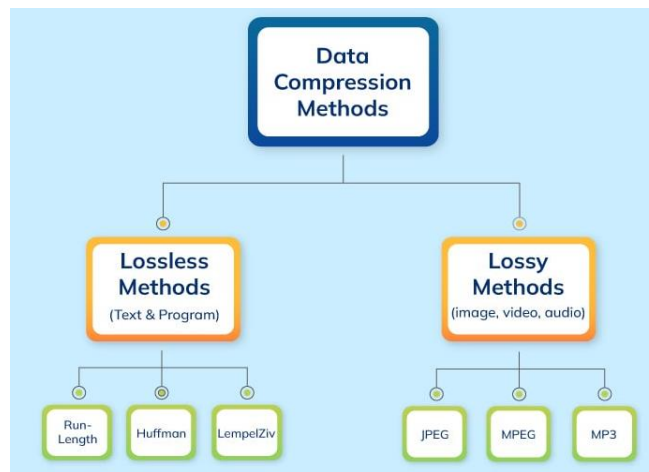 Data
Compression
Methods
Lossless
Methods
(Text & Program)
Lossy
Methods
(image, video, audio)
Run-
Length
Huffman
LempelZiv
JPEG
MPEG
MP3